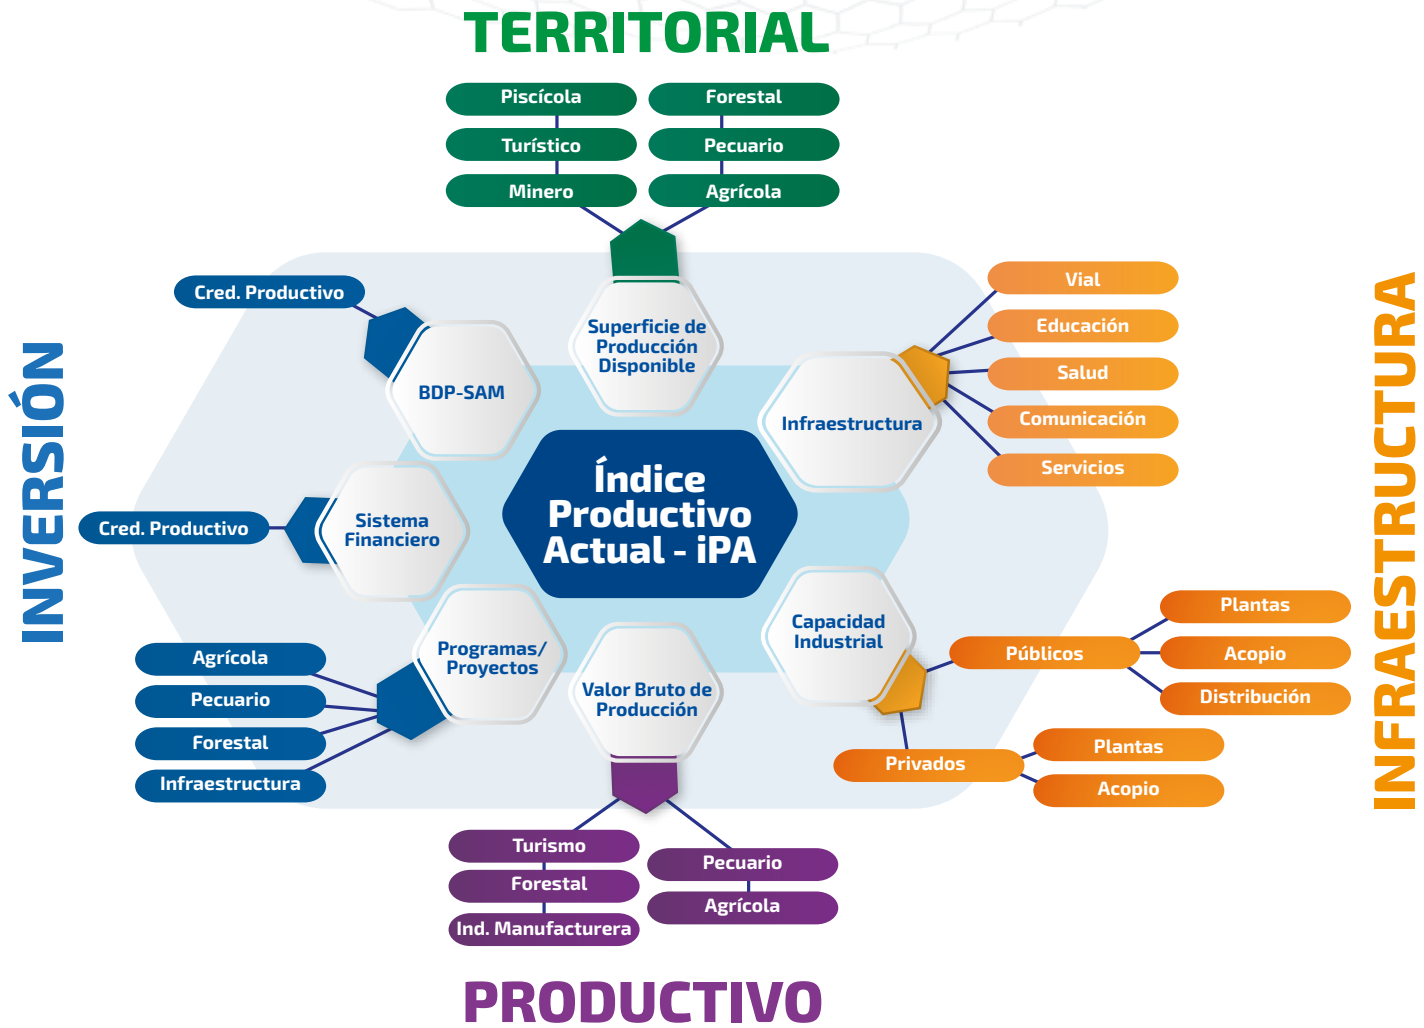 TERRITORIAL
Piscícola
Turístico
Minero
Forestal
Pecuario
Agrícola
Superficie de
Producción
Disponible
INVERSIÓN
Cred. Productivo
BDP-SAM
Cred. Productivo
Sistema
Financiero
Agrícola
Pecuario
Forestal
Infraestructura
Programas/
Proyectos
Índice
Productivo
Actual - iPA
INFRAESTRUCTURA
Infraestructura
Vial
Educación
Salud
Comunicación
Servicios
Capacidad
Industrial
Públicos
Plantas
Acopio
Distribución
Privados
Plantas
Acopio
Valor Bruto de
Producción
Turismo
Forestal
Ind. Manufacturera
Pecuario
Agrícola
PRODUCTIVO